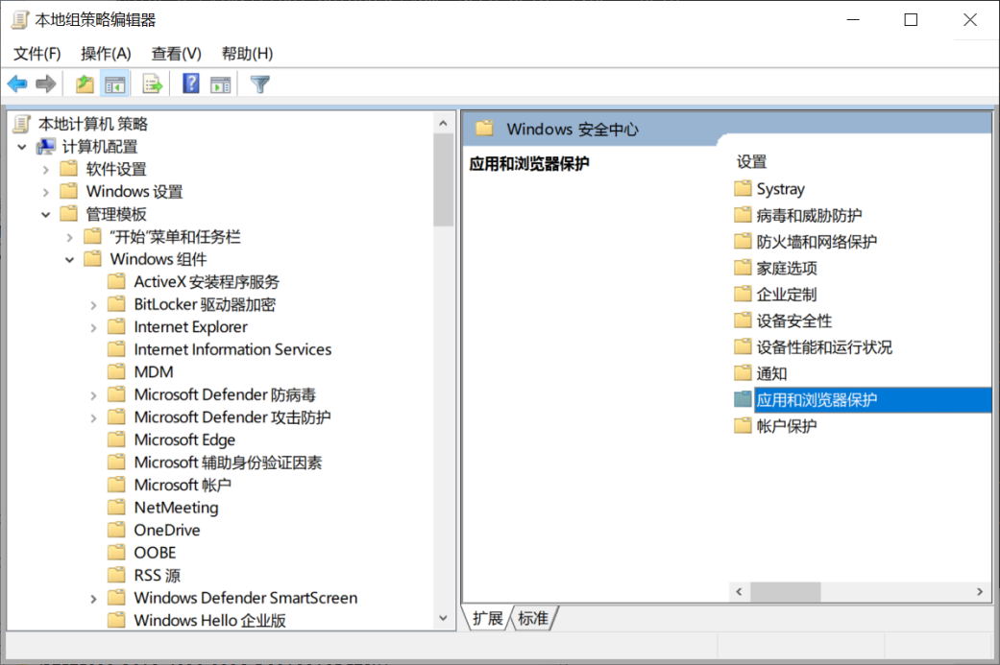 本地组策略编辑器
文件(F) 操作(A) 查看(V) 帮助(H)
本地计算机 策略
计算机配置
软件设置
Windows 设置
管理模板
“开始”菜单和任务栏
Windows 组件
ActiveX 安装程序服务
BitLocker 驱动器加密
Internet Explorer
Internet Information Services
MDM
Microsoft Defender 防病毒
Microsoft Defender 攻击防护
Microsoft Edge
Microsoft 辅助身份验证因素
Microsoft 帐户
NetMeeting
OneDrive
OOBE
RSS 源
Windows Defender SmartScreen
Windows Hello 企业版
Windows 安全中心
应用和浏览器保护
设置
Systray
病毒和威胁防护
防火墙和网络保护
家庭选项
企业定制
设备安全性
设备性能和运行状况
通知
应用和浏览器保护
帐户保护
扩展 标准